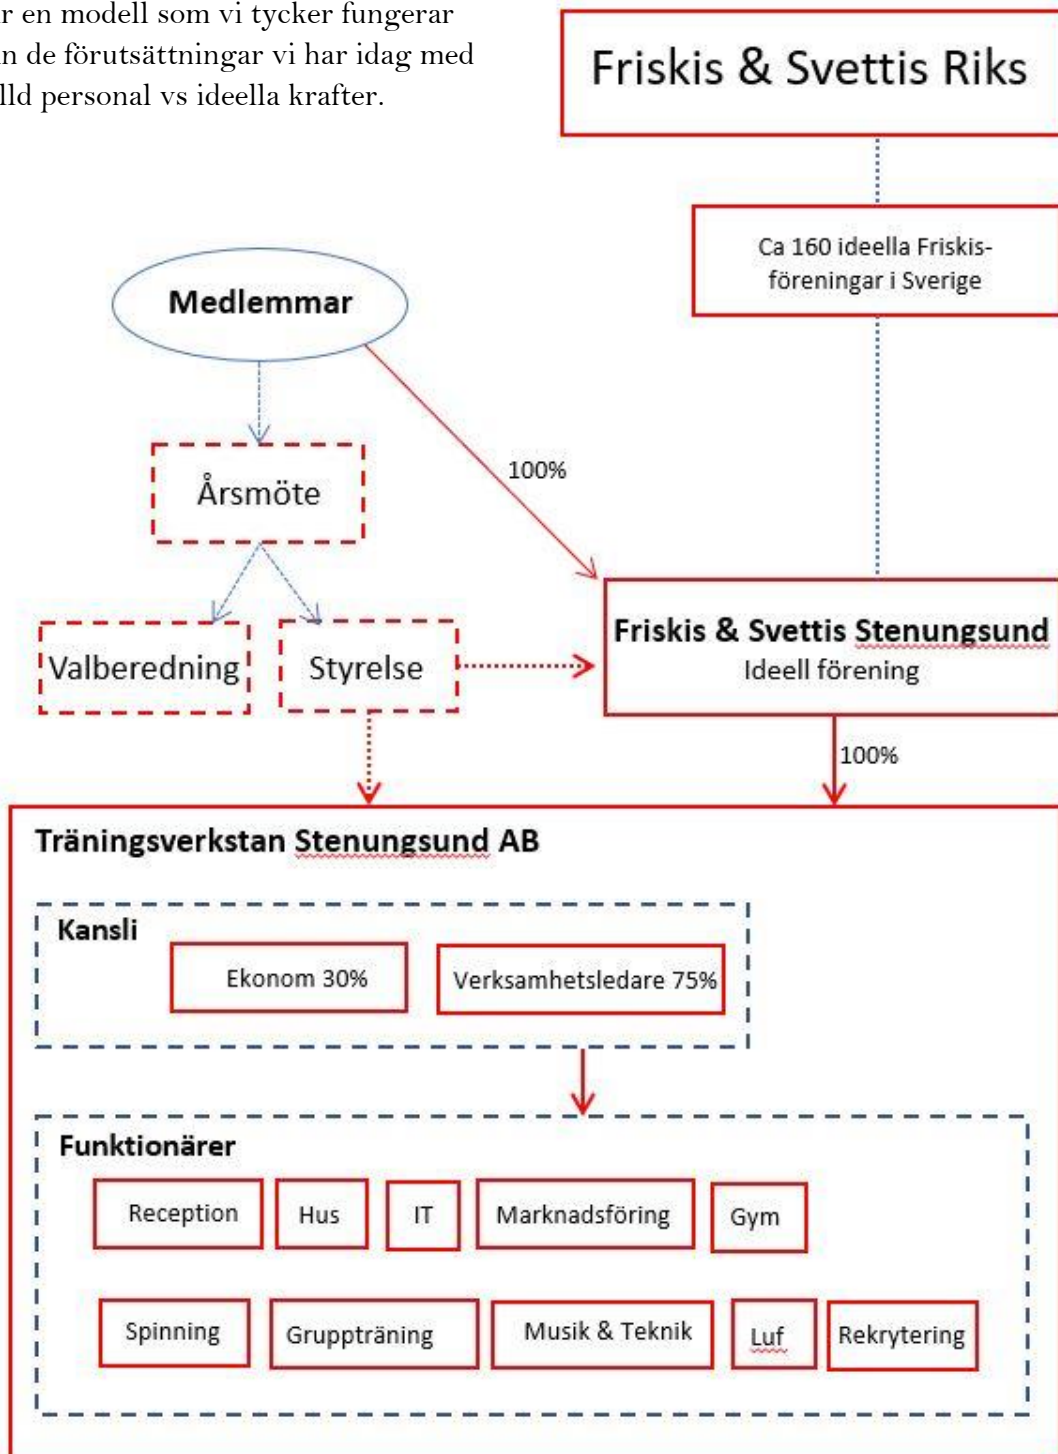 r en modell som vi tycker fungerar
n de förutsättningar vi har idag med
lld personal vs ideella krafter.
Friskis & Svettis Riks
Ca 160 ideella Friskis-
föreningar i Sverige
Medlemmar
100%
Årsmöte
Valberedning
Styrelse
Friskis & Svettis Stenungsund
Ideell förening
100%
Träningsverkstan Stenungsund AB
Kansli
Ekonom 30%
Verksamhetsledare 75%
Funktionärer
Reception
Hus
IT
Marknadsföring
Gym
Spinning
Gruppträning
Musik & Teknik
Luf
Rekrytering